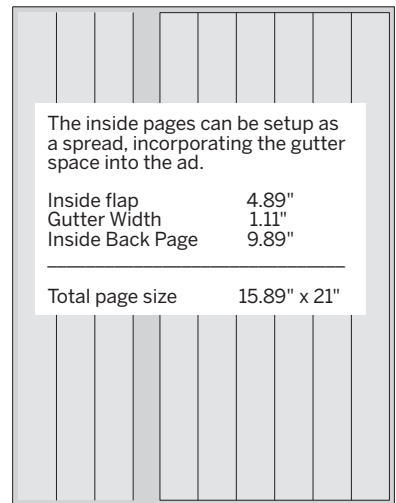 The inside pages can be setup as
a spread, incorporating the gutter
space into the ad.
Inside flap 4.89"
Gutter Width 1.11"
Inside Back Page 9.89"
Total page size 15.89" x 21"